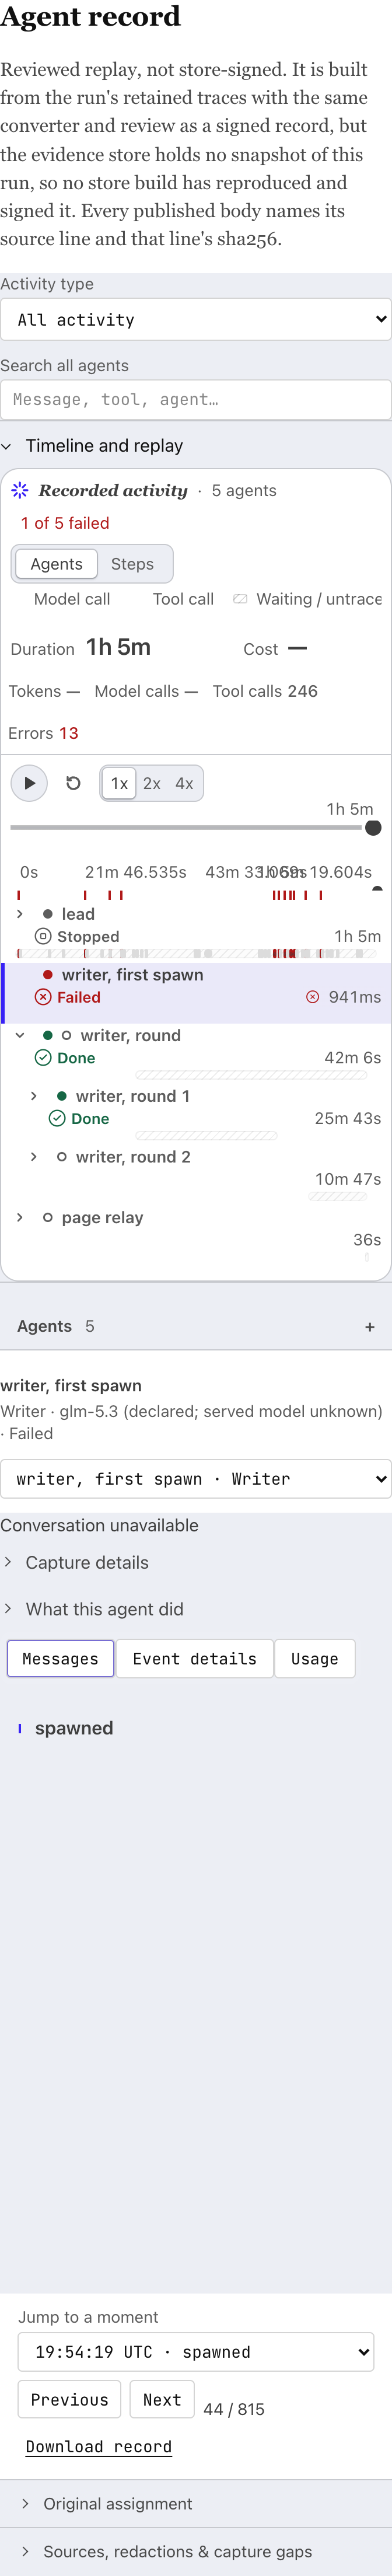 Agent record
Reviewed replay, not store-signed. It is built
from the run's retained traces with the same
converter and review as a signed record, but
the evidence store holds no snapshot of this
run, so no store build has reproduced and
signed it. Every published body names its
source line and that line's sha256.
Activity type
All activity
Search all agents
Message, tool, agent…
Timeline and replay
Recorded activity · 5 agents
1 of 5 failed
Agents Steps
Model call Tool call Waiting / untrace
Duration 1h 5m Cost —
Tokens — Model calls — Tool calls 246
Errors 13
1x 2x 4x
1h 5m
0s 21m 46.535s 43m 19.604s
lead
Stopped 1h 5m
writer, first spawn
Failed 941ms
writer, round
Done 42m 6s
writer, round 1
Done 25m 43s
writer, round 2
10m 47s
page relay
36s
Agents 5 +
writer, first spawn
Writer · glm-5.3 (declared; served model unknown)
· Failed
writer, first spawn · Writer
Conversation unavailable
Capture details
What this agent did
Messages Event details Usage
spawned
Jump to a moment
19:54:19 UTC · spawned
Previous Next 44 / 815
Download record
Original assignment
Sources, redactions & capture gaps